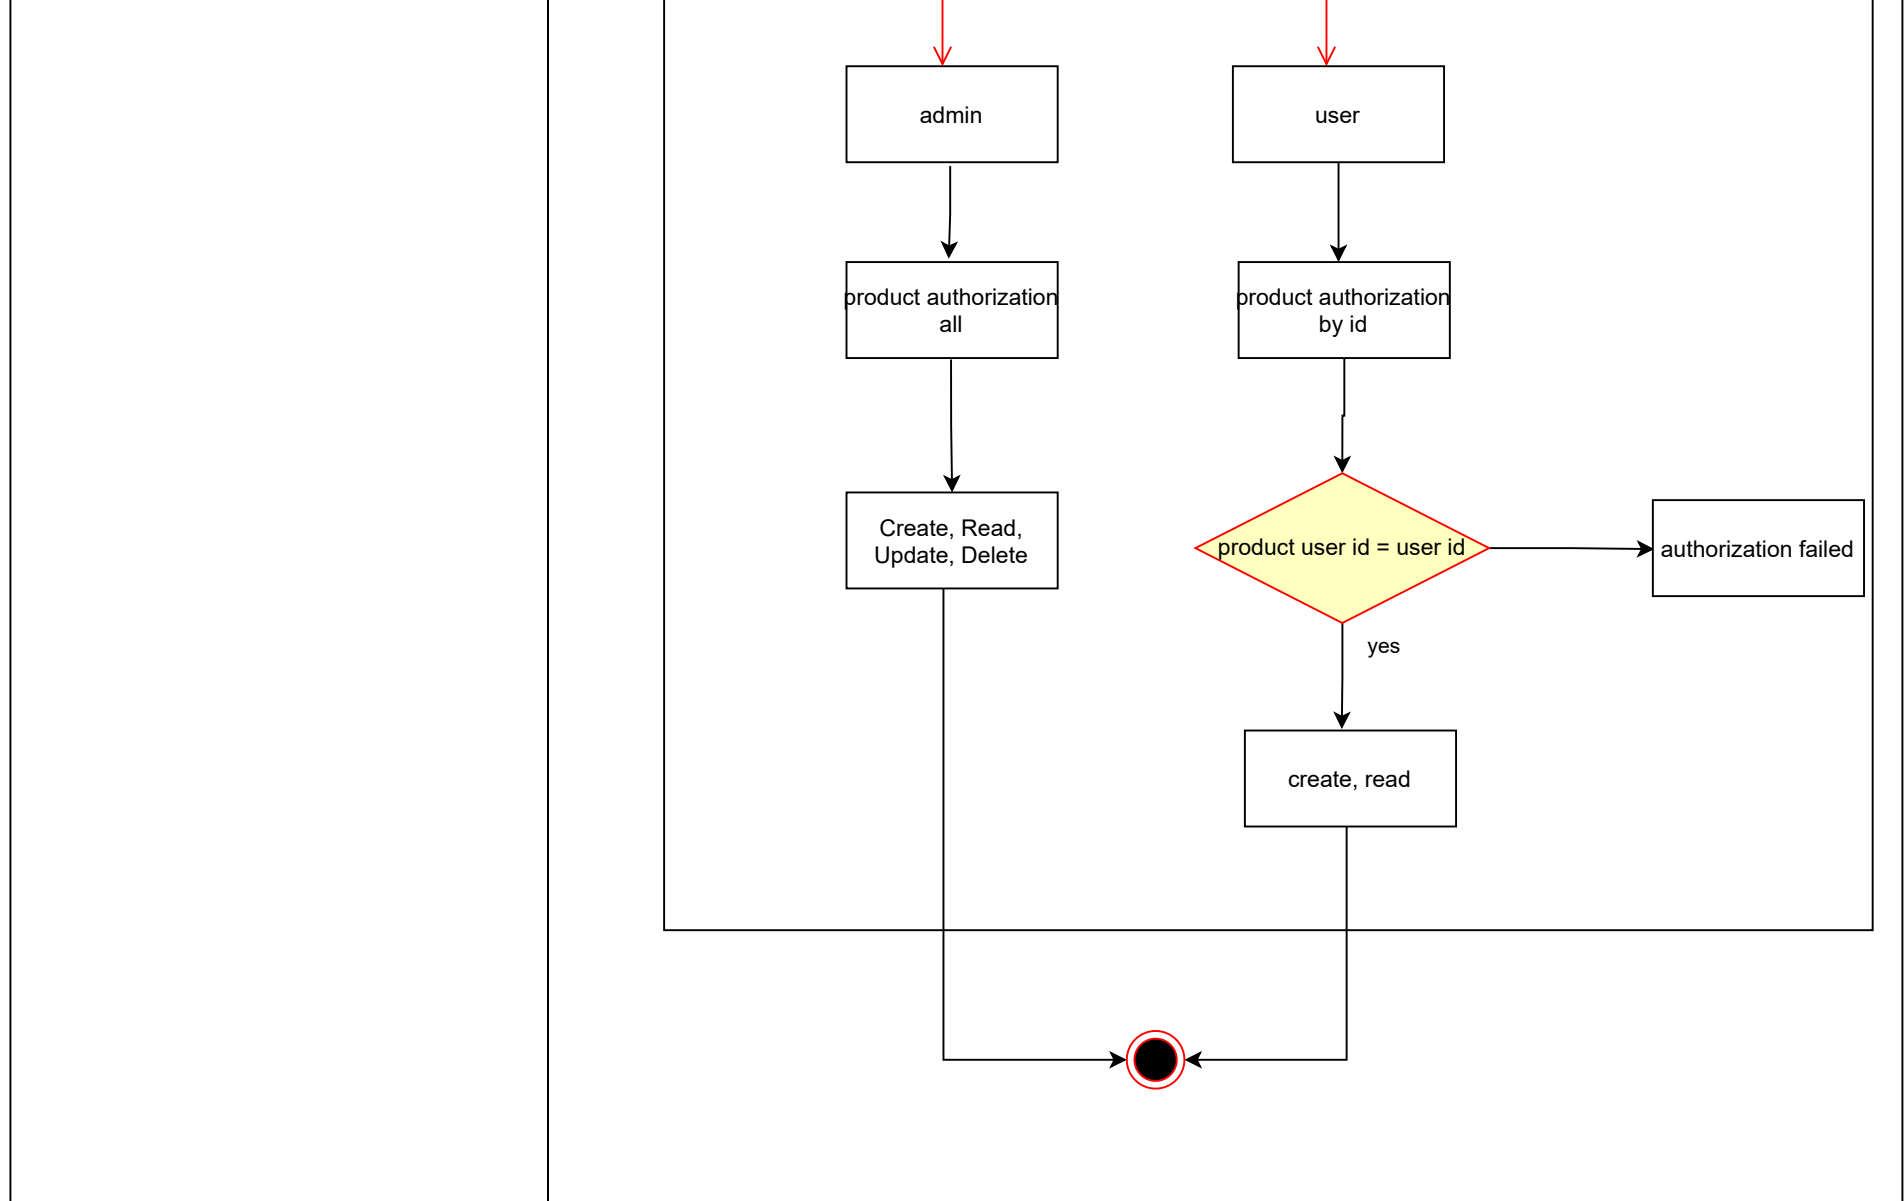 admin
user
product authorization
all
product authorization
by id
Create, Read,
Update, Delete
product user id = user id
authorization failed
yes
create, read